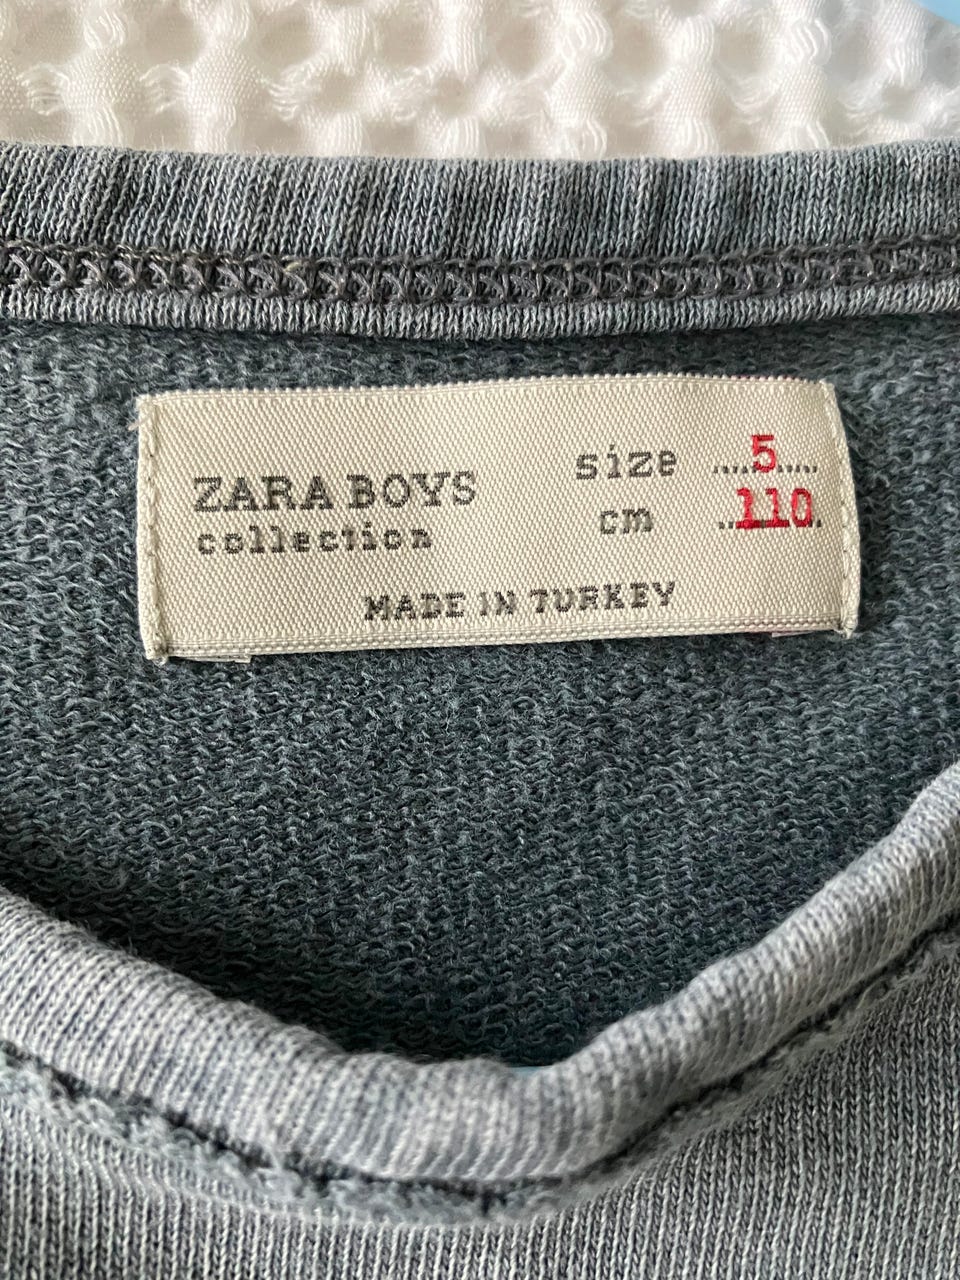 ZARA BOYS
collection
size 5
cm 110
MADE IN TURKEY